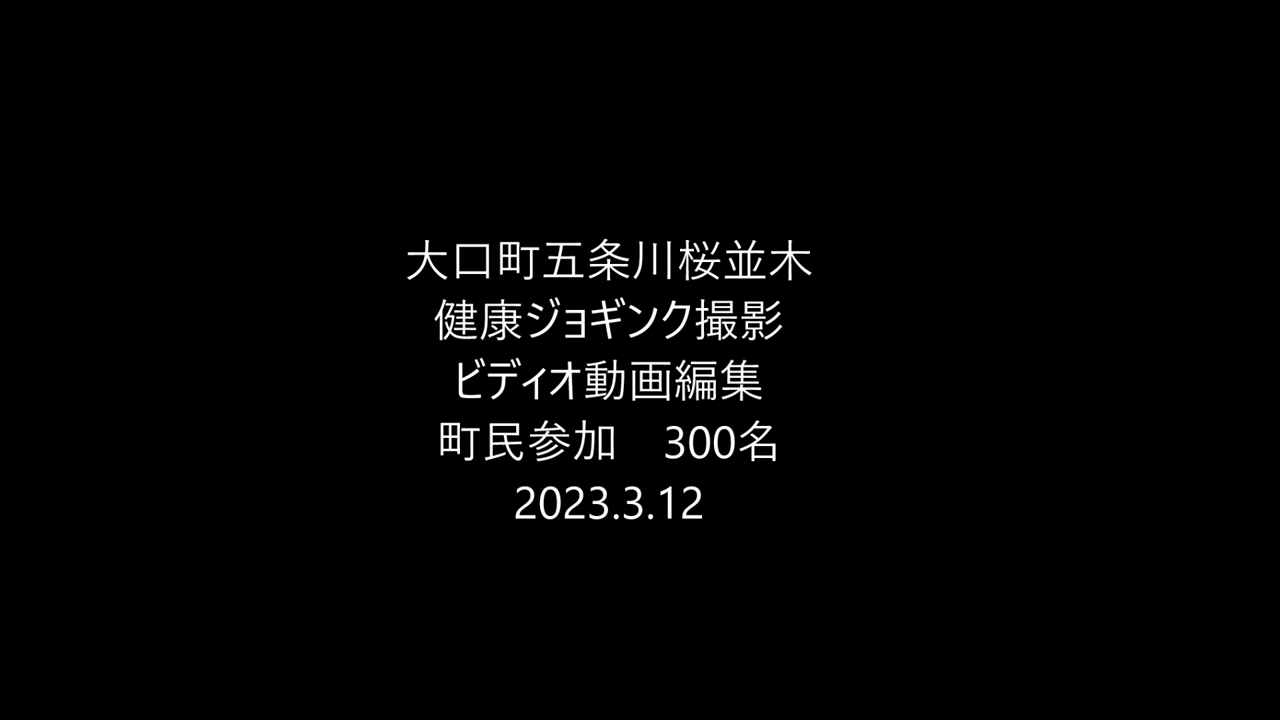 大口町五条川桜並木
健康ジョギンク撮影
ビディオ動画編集
町民参加　300名
2023.3.12